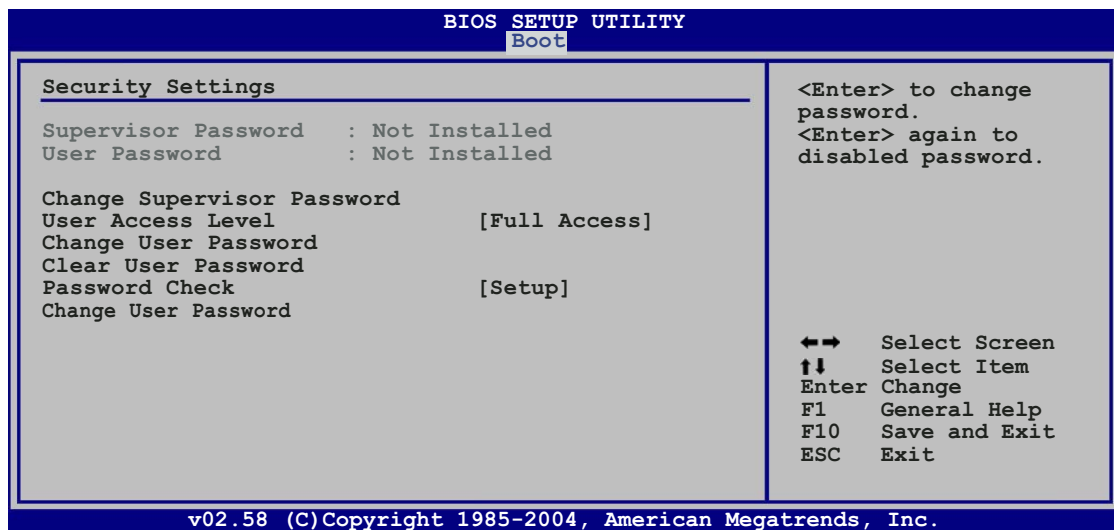 BIOS SETUP UTILITY
Boot
Security Settings
Supervisor Password : Not Installed
User Password : Not Installed
Change Supervisor Password
User Access Level [Full Access]
Change User Password
Clear User Password
Password Check [Setup]
Change User Password
<Enter> to change
password.
<Enter> again to
disabled password.
←→ Select Screen
↑↓ Select Item
Enter Change
F1 General Help
F10 Save and Exit
ESC Exit
v02.58 (C)Copyright 1985-2004, American Megatrends, Inc.